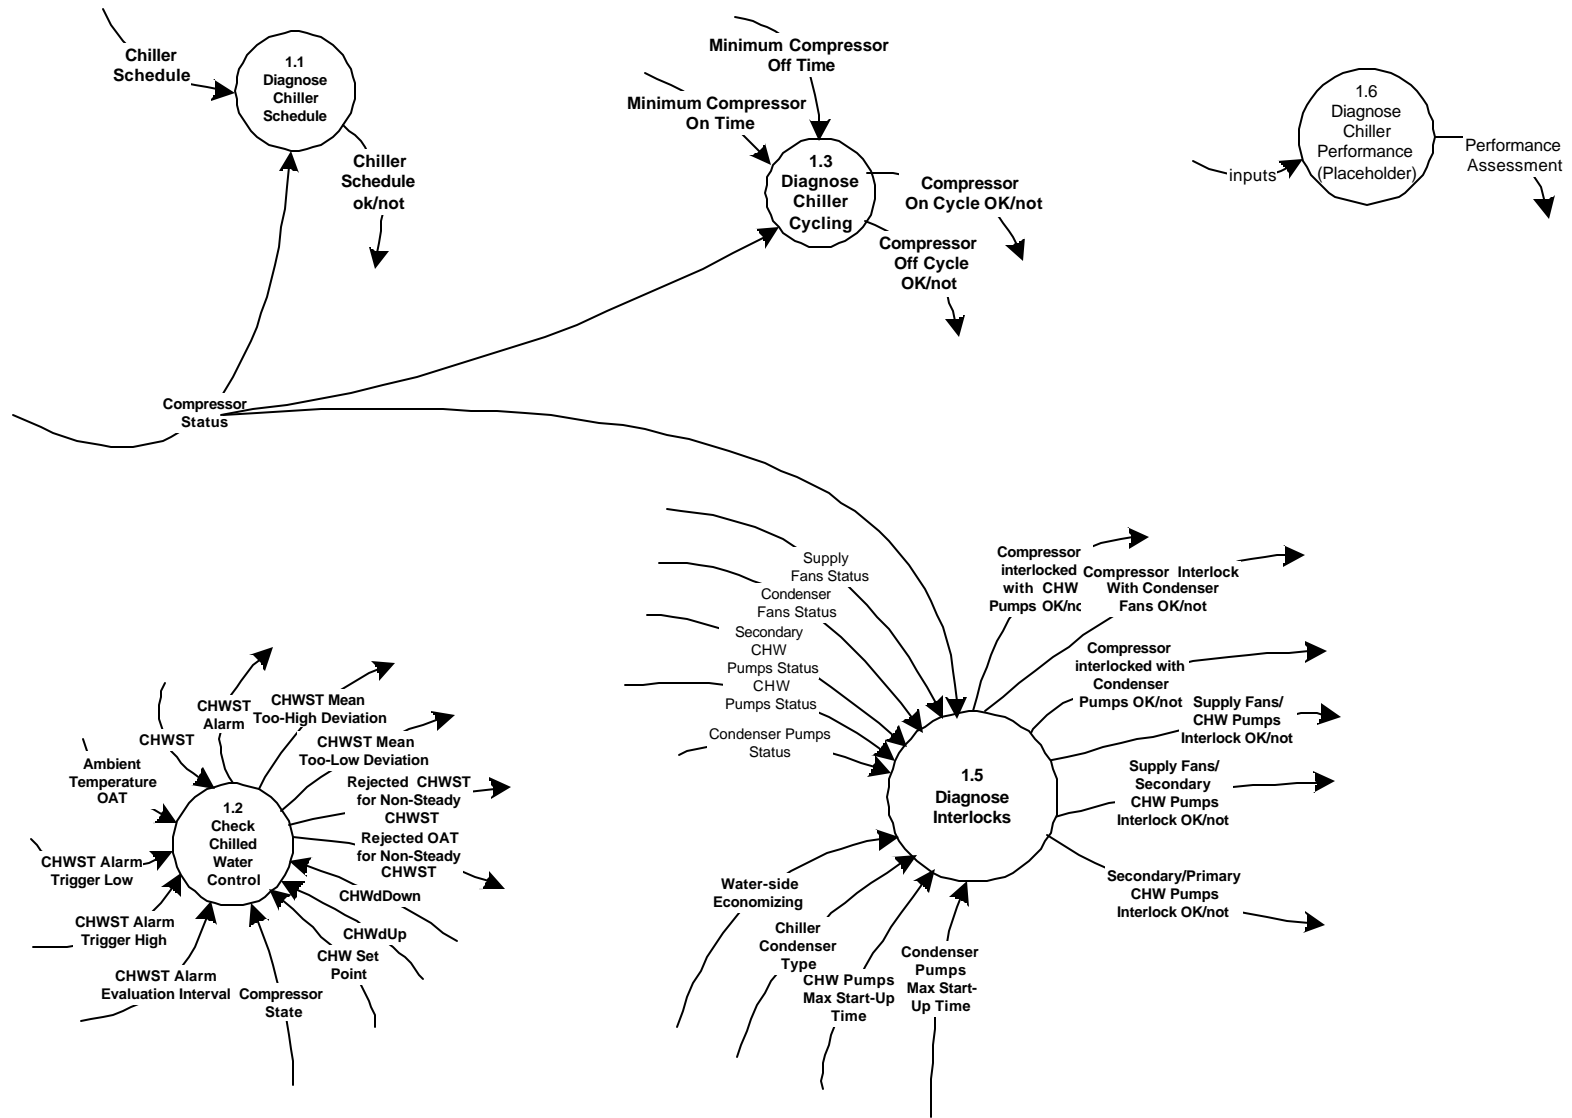 Chiller
Schedule
1.1
Diagnose
Chiller
Schedule
Chiller
Schedule
ok/not
Minimum Compressor
Off Time
Minimum Compressor
On Time
1.3
Diagnose
Chiller
Cycling
Compressor
On Cycle OK/not
Compressor
Off Cycle
OK/not
inputs
1.6
Diagnose
Chiller
Performance
(Placeholder)
Performance
Assessment
Compressor
Status
Supply
Fans Status
Condenser
Fans Status
Secondary
CHW
Pumps Status
CHW
Pumps Status
Condenser Pumps
Status
Compressor
interlocked
with CHW
Pumps
Compressor Interlock
With Condenser
Fans OK/not
Compressor
interlocked with
Condenser
Pumps OK/not
Supply Fans/
CHW Pumps
Interlock OK/not
Supply Fans/
Secondary
CHW Pumps
Interlock OK/not
Secondary/Primary
CHW Pumps
Interlock OK/not
1.5
Diagnose
Interlocks
Water-side
Economizing
Chiller
Condenser
Type
CHW Pumps
Max Start-Up
Time
Condenser
Pumps
Max Start-
Up Time
CHWST
Alarm
CHWST Mean
Too-High Deviation
CHWST
CHWST Mean
Too-Low Deviation
Ambient
Temperature
OAT
Rejected CHWST
for Non-Steady
CHWST
1.2
Check
Chilled
Water
Control
Rejected OAT
for Non-Steady
CHWST
CHWST Alarm
Trigger Low
CHWdDown
CHWST Alarm
Trigger High
CHWdUp
CHW Set
Point
CHWST Alarm
Evaluation Interval
Compressor
State